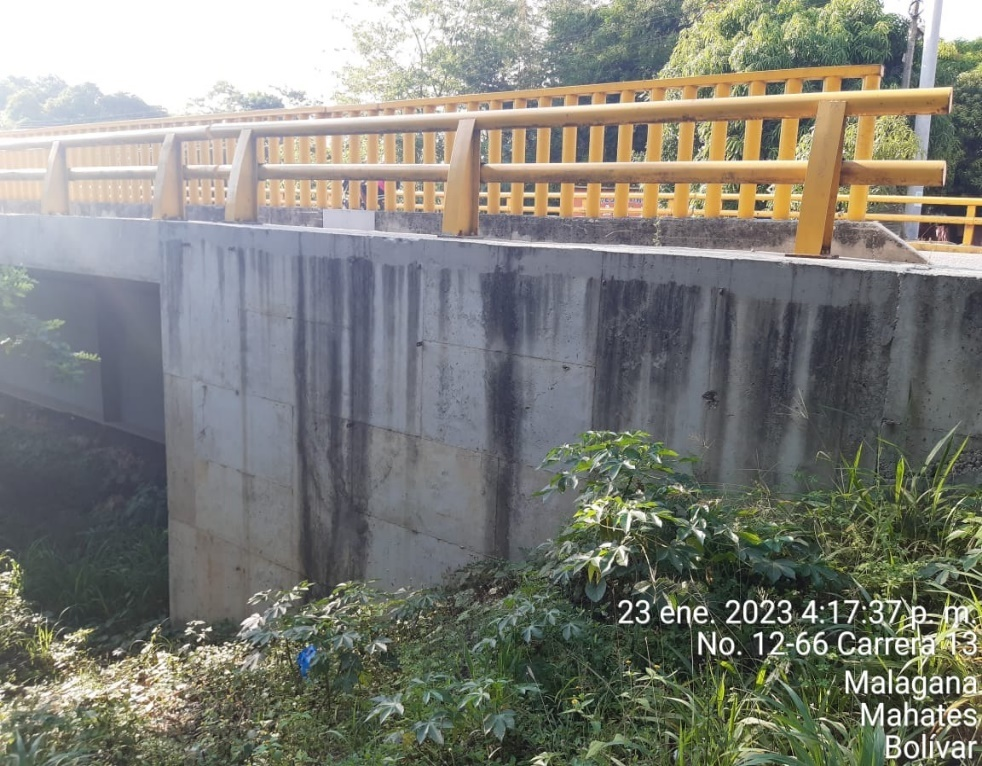 23 ene. 2023 4:17:37 p. m.
No. 12-66 Carrera 13
Malagana
Mahates
Bolívar